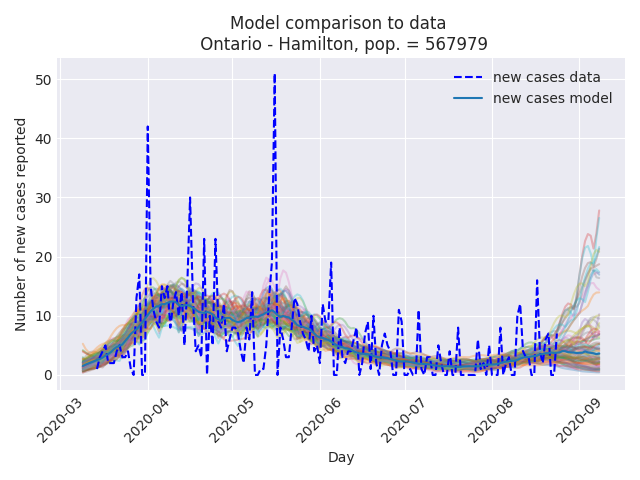 Model comparison to data
Ontario - Hamilton, pop. = 567979
new cases data
new cases model
Number of new cases reported
50
40
30
20
10
0
2020-03
2020-04
2020-05
2020-06
2020-07
2020-08
2020-09
Day